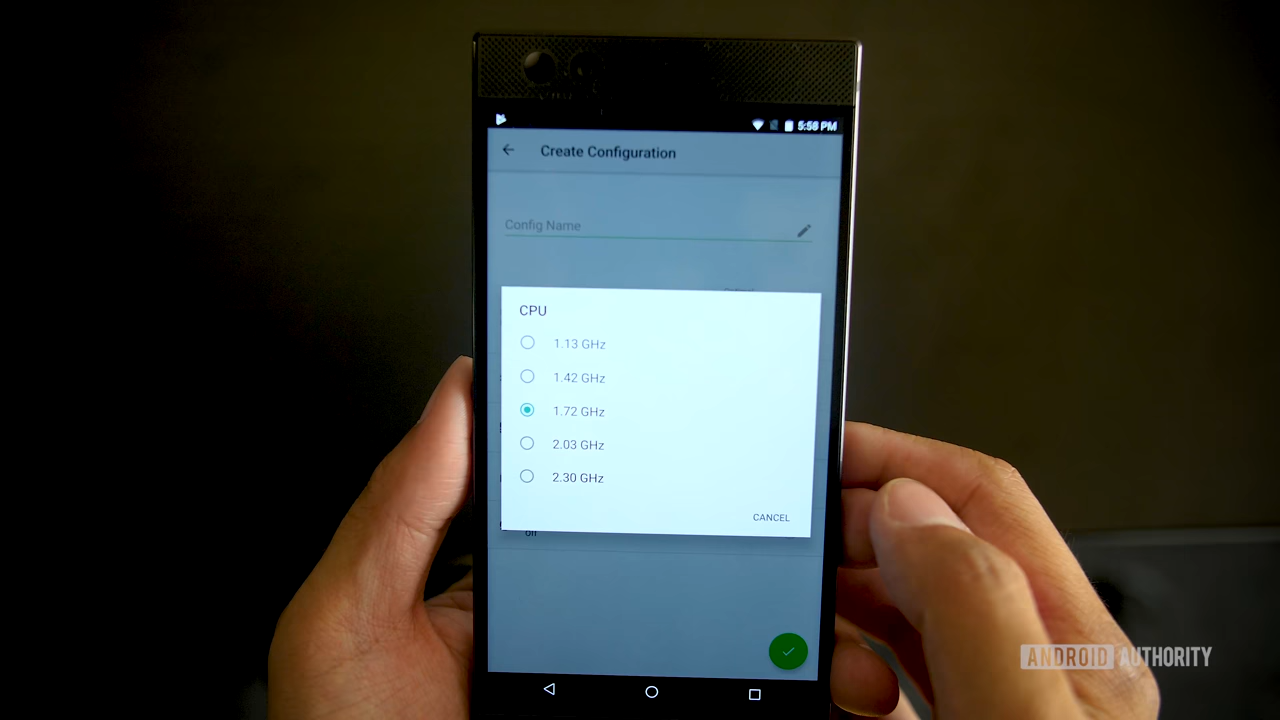 5:58 PM
Create Configuration
Config Name
CPU
1.13 GHz
1.42 GHz
1.72 GHz
2.03 GHz
2.30 GHz
CANCEL
off
ANDROID AUTHORITY